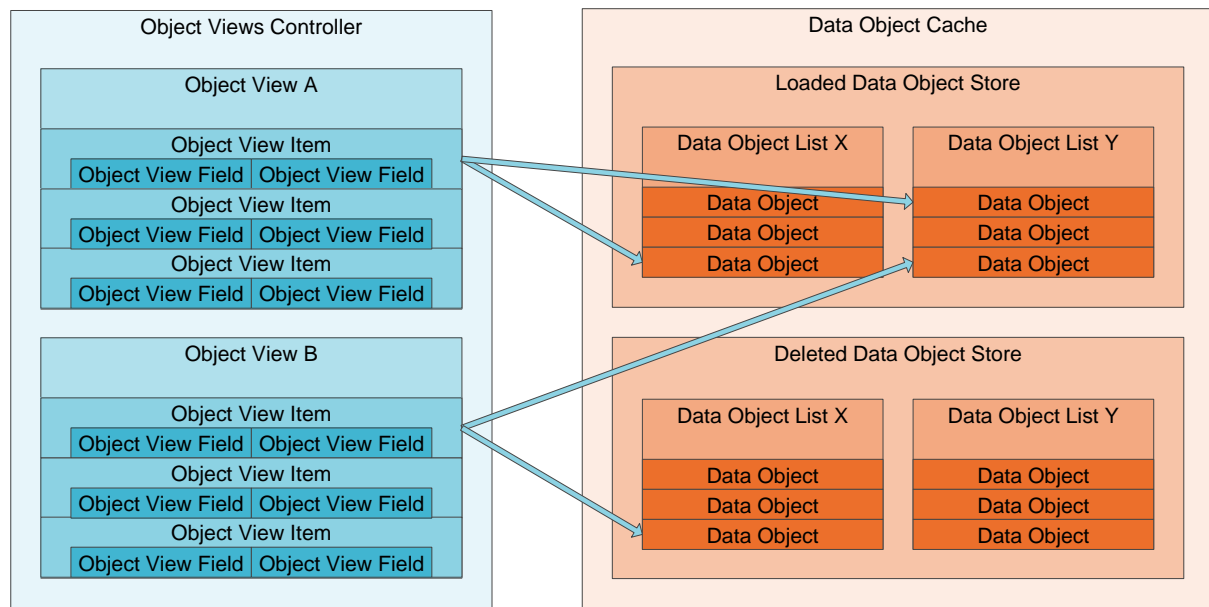 Object Views Controller
Object View A
Object View Item
Object View Field Object View Field
Object View Item
Object View Field Object View Field
Object View Item
Object View Field Object View Field
Object View B
Object View Item
Object View Field Object View Field
Object View Item
Object View Field Object View Field
Object View Item
Object View Field Object View Field
Data Object Cache
Loaded Data Object Store
Data Object List X
Data Object
Data Object
Data Object
Data Object List Y
Data Object
Data Object
Data Object
Deleted Data Object Store
Data Object List X
Data Object
Data Object
Data Object
Data Object List Y
Data Object
Data Object
Data Object